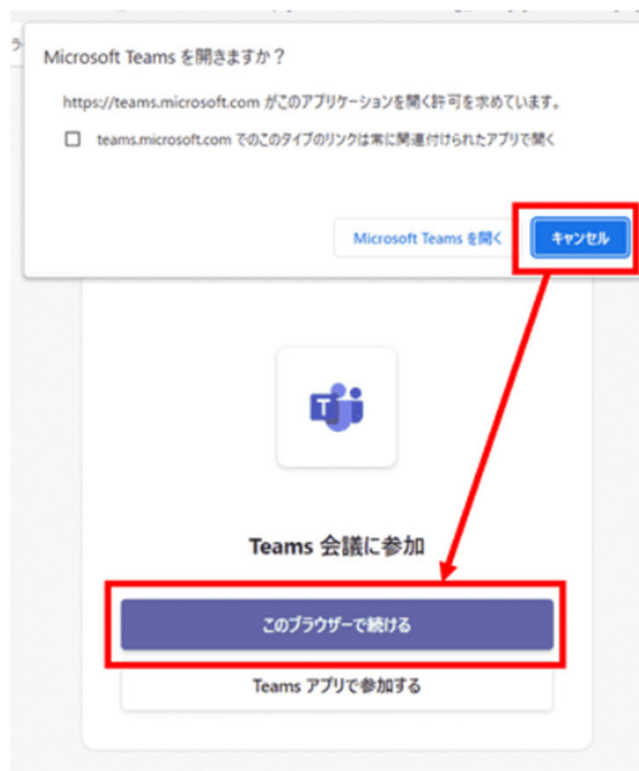 Microsoft Teams を開きますか？
https://teams.microsoft.com がこのアプリケーションを開く許可を求めています。
teams.microsoft.com でのこのタイプのリンクは常に関連付けられたアプリで開く
Microsoft Teams を開く
キャンセル
T
Teams 会議に参加
このブラウザーで続ける
Teams アプリで参加する